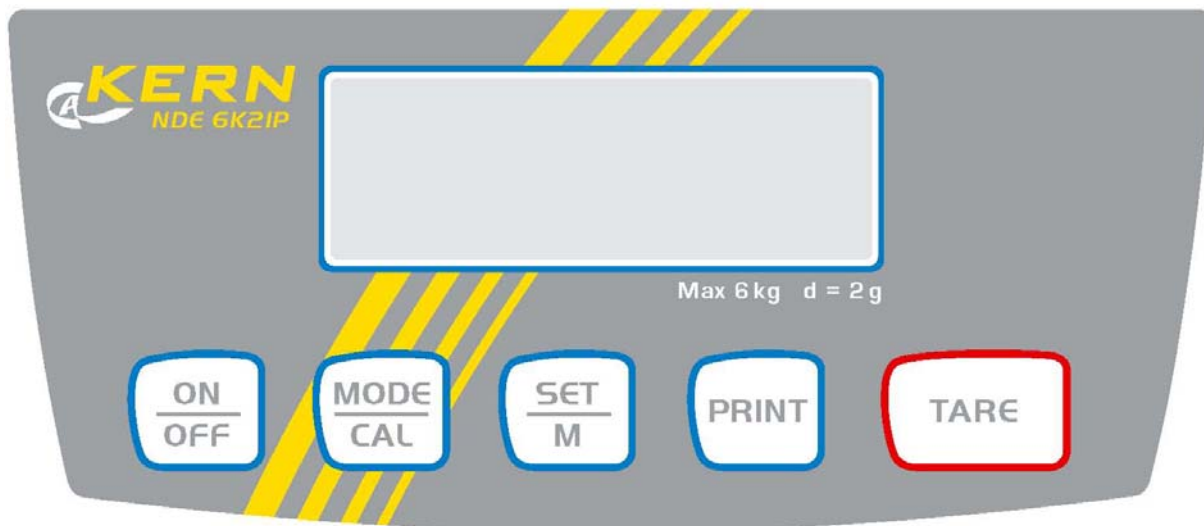 KERN
NDE 6K2IP
Max 6kg d = 2g
ON
OFF
MODE
CAL
SET
M
PRINT
TARE